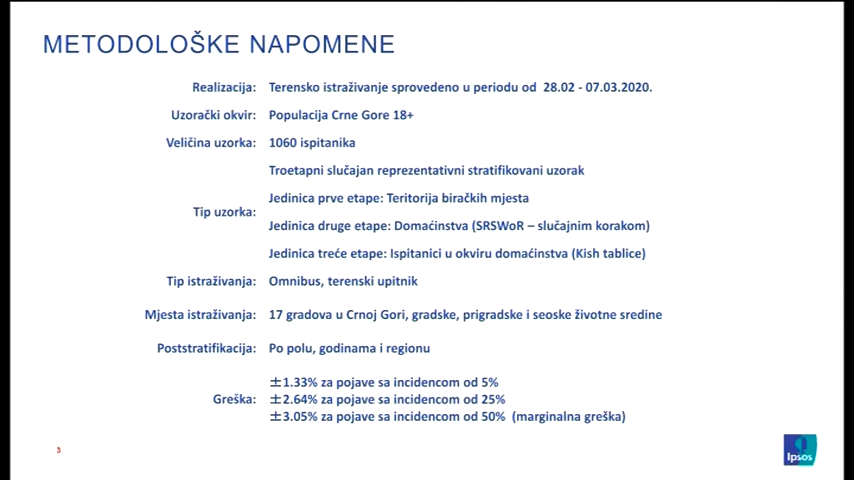 METODOLOŠKE NAPOMENE
Realizacija: Terensko istraživanje sprovedeno u periodu od 28.02 - 07.03.2020.
Uzorački okvir: Populacija Crne Gore 18+
Veličina uzorka: 1060 ispitanika
Troetapni slučajan reprezentativni stratifikovani uzorak
Jedinica prve etape: Teritorija biračkih mjesta
Tip uzorka:
Jedinica druge etape: Domaćinstva (SRSWoR – slučajnim korakom)
Jedinica treće etape: Ispitanici u okviru domaćinstva (Kish tablice)
Tip istraživanja: Omnibus, terenski upitnik
Mjesta istraživanja: 17 gradova u Crnoj Gori, gradske, prigradske i seoske životne sredine
Poststratifikacija: Po polu, godinama i regionu
±1.33% za pojave sa incidencom od 5%
Greška: ±2.64% za pojave sa incidencom od 25%
±3.05% za pojave sa incidencom od 50% (marginalna greška)
3
Ipsos